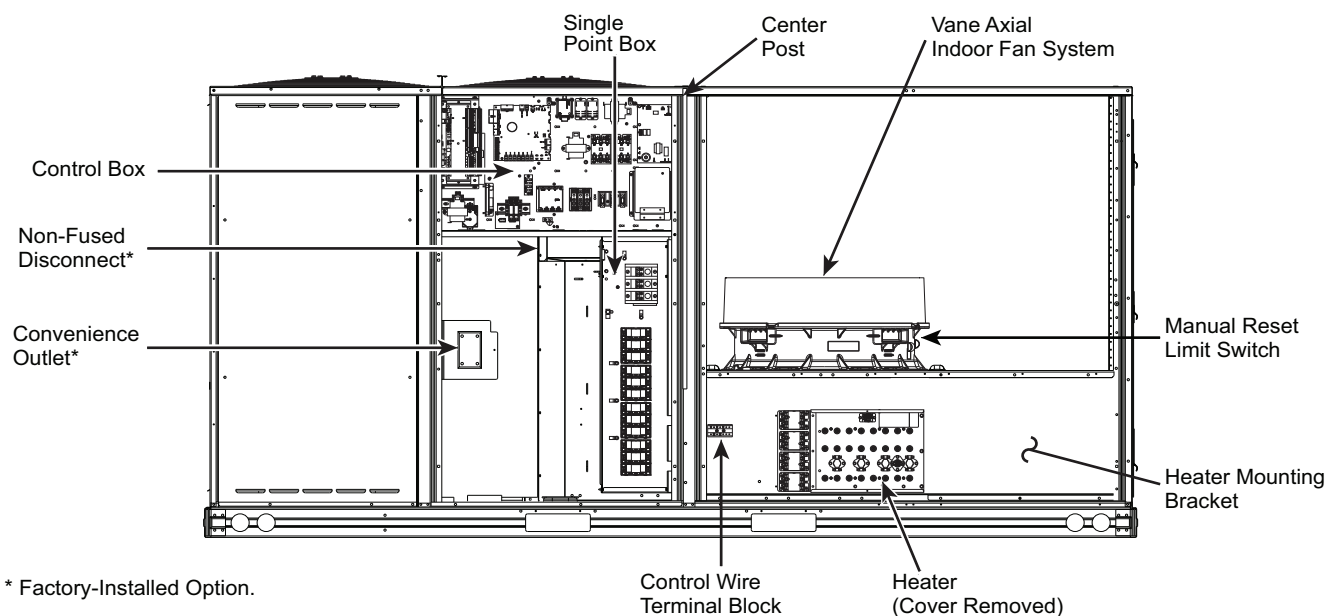 Single
Point Box
Center
Post
Vane Axial
Indoor Fan System
Control Box
Non-Fused
Disconnect*
Convenience
Outlet*
Manual Reset
Limit Switch
Heater Mounting
Bracket
Control Wire
Terminal Block
Heater
(Cover Removed)
* Factory-Installed Option.